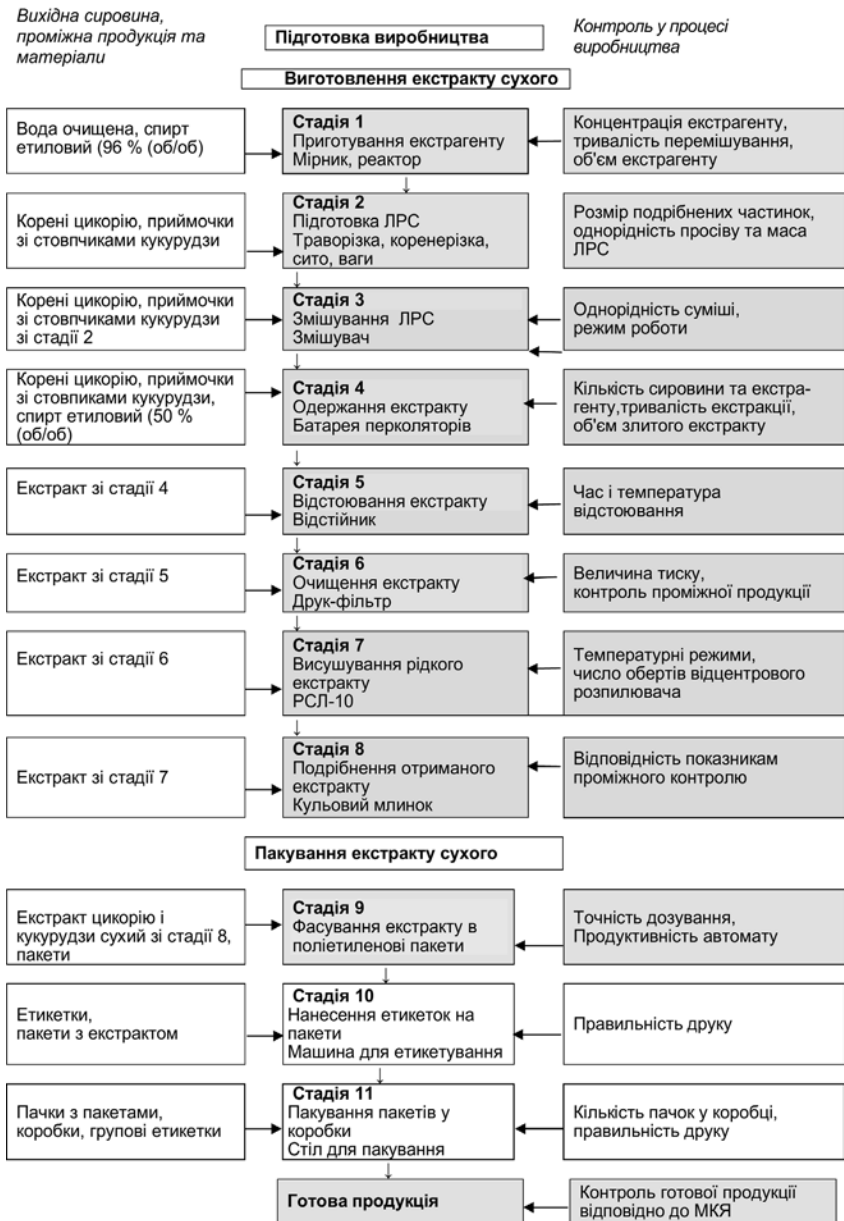 Вихідна сировина,
проміжна продукція та
матеріали
Підготовка виробництва
Контроль у процесі
виробництва
Виготовлення екстракту сухого
Вода очищена, спирт
етиловий (96 % (об/об)
Стадія 1
Приготування екстрагенту
Мірник, реактор
Концентрація екстрагенту,
тривалість перемішування,
об'єм екстрагенту
Корені цикорію, приймочки
зі стовпчиками кукурудзи
Стадія 2
Підготовка ЛРС
Траворізка, коренерізка,
сито, ваги
Розмір подрібнених частинок,
однорідність просіву та маса
ЛРС
Корені цикорію, приймочки
зі стовпчиками кукурудзи
зі стадії 2
Стадія 3
Змішування ЛРС
Змішувач
Однорідність суміші,
режим роботи
Корені цикорію, приймочки
зі стовпиками кукурудзи,
спирт етиловий (50 %
(об/об)
Стадія 4
Одержання екстракту
Батарея перколяторів
Кількість сировини та екстра-
генту,тривалість екстракції,
об'єм злитого екстракту
Екстракт зі стадії 4
Стадія 5
Відстоювання екстракту
Відстійник
Час і температура
відстоювання
Екстракт зі стадії 5
Стадія 6
Очищення екстракту
Друк-фільтр
Величина тиску,
контроль проміжної продукції
Екстракт зі стадії 6
Стадія 7
Висушування рідкого
екстракту
РСЛ-10
Температурні режими,
число обертів відцентрового
розпилювача
Екстракт зі стадії 7
Стадія 8
Подрібнення отриманого
екстракту
Кульовий млинок
Відповідність показникам
проміжного контролю
Пакування екстракту сухого
Екстракт цикорію і
кукурудзи сухий зі стадії 8,
пакети
Стадія 9
Фасування екстракту в
поліетиленові пакети
Точність дозування,
Продуктивність автомату
Етикетки,
пакети з екстрактом
Стадія 10
Нанесення етикеток на
пакети
Машина для етикетування
Правильність друку
Пачки з пакетами,
коробки, групові етикетки
Стадія 11
Пакування пакетів у
коробки
Стіл для пакування
Кількість пачок у коробці,
правильність друку
Готова продукція
Контроль готової продукції
відповідно до МКЯ